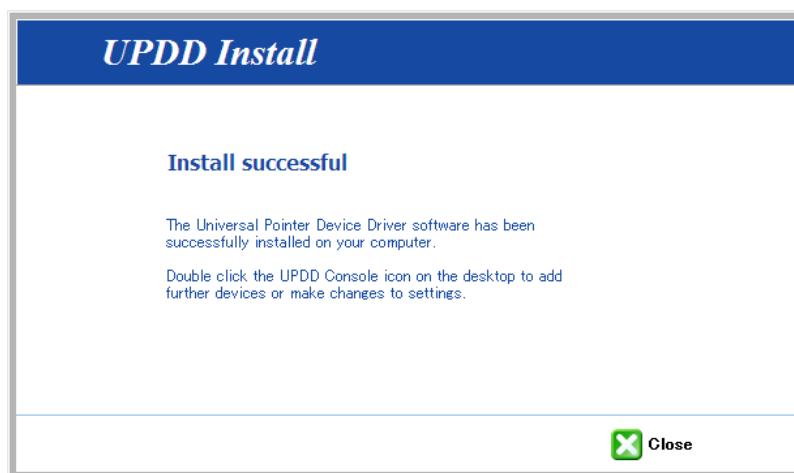 UPDD Install
Install successful
The Universal Pointer Device Driver software has been
successfully installed on your computer.
Double click the UPDD Console icon on the desktop to add
further devices or make changes to settings.
Close